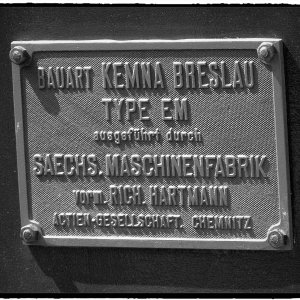 BAUART KEMNA BRESLAU
TYPE EM
ausgeführt durch
SAECHS. MASCHINENFABRIK
vorm. RICH. HARTMANN
ACTIEN-GESELLSCHAFT. CHEMNITZ